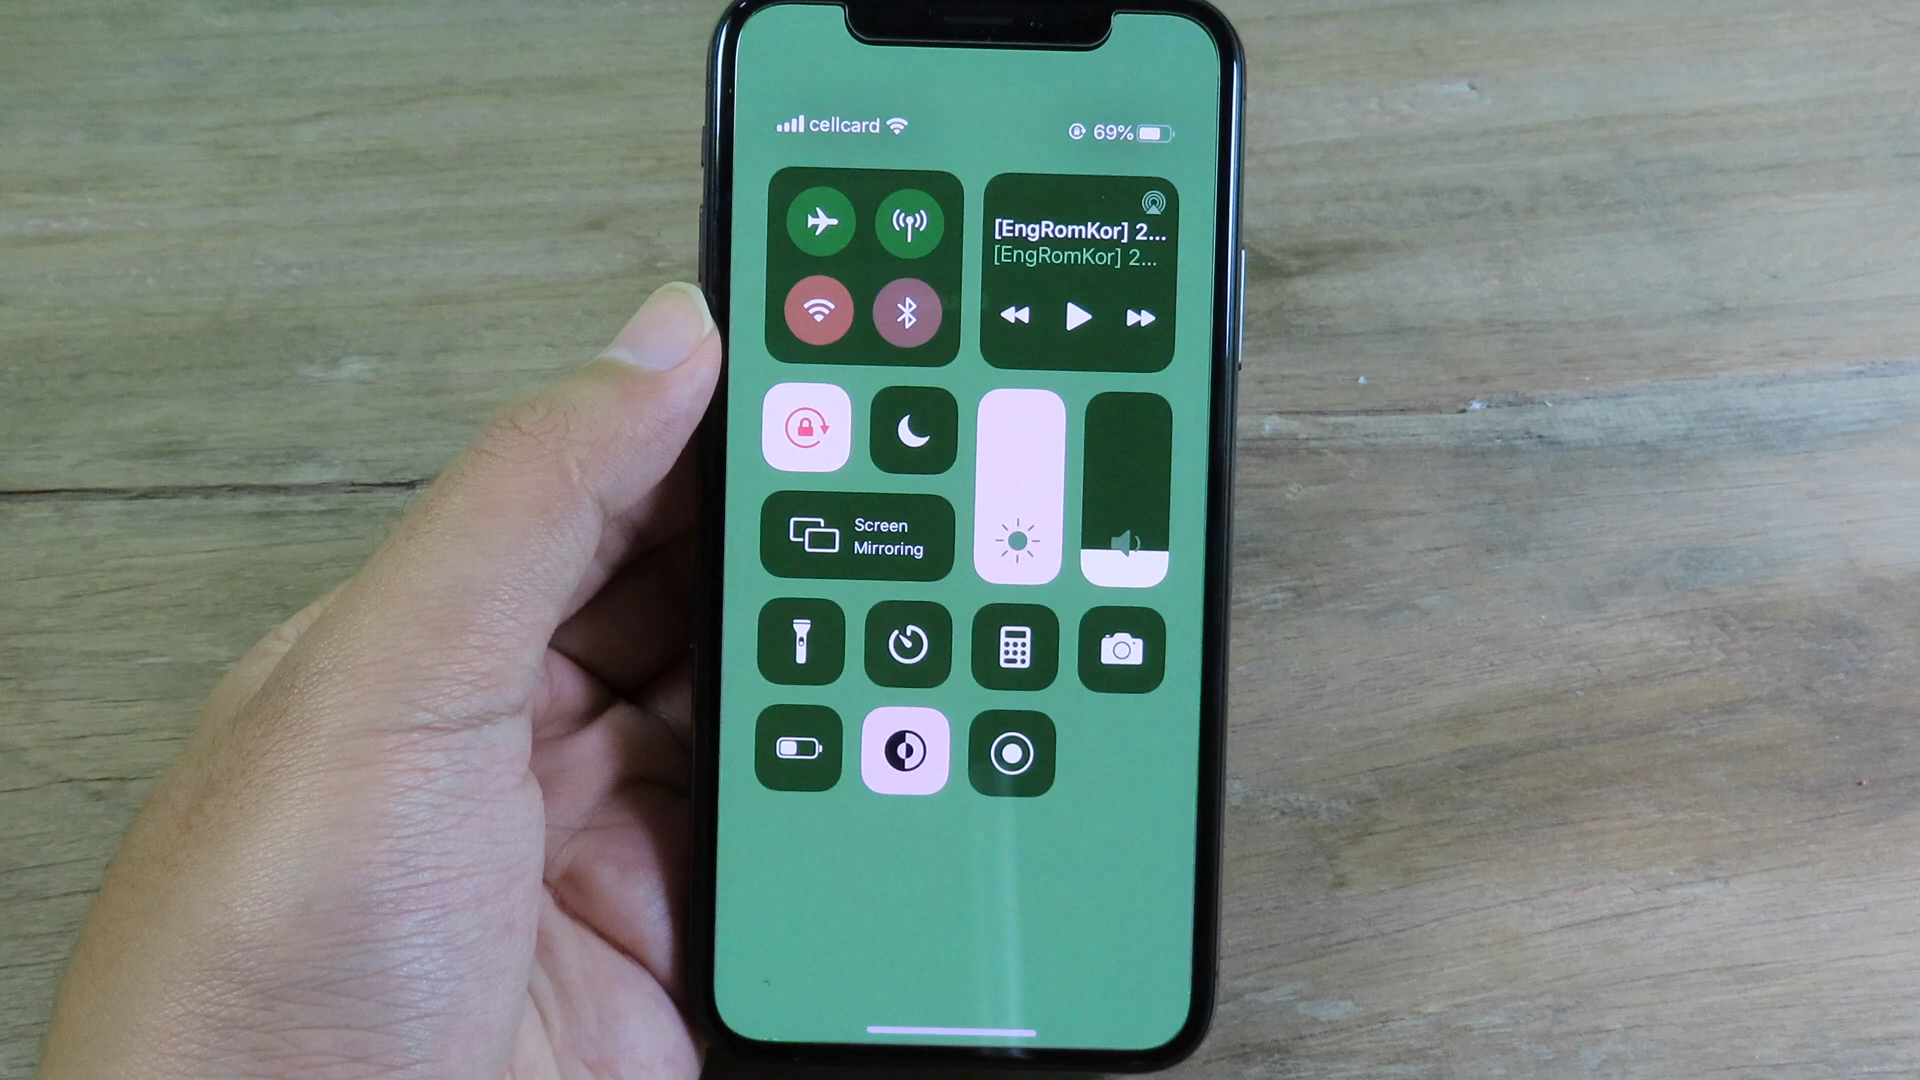 cellcard
69%
[EngRomKor] 2...
[EngRomKor] 2...
Screen
Mirroring